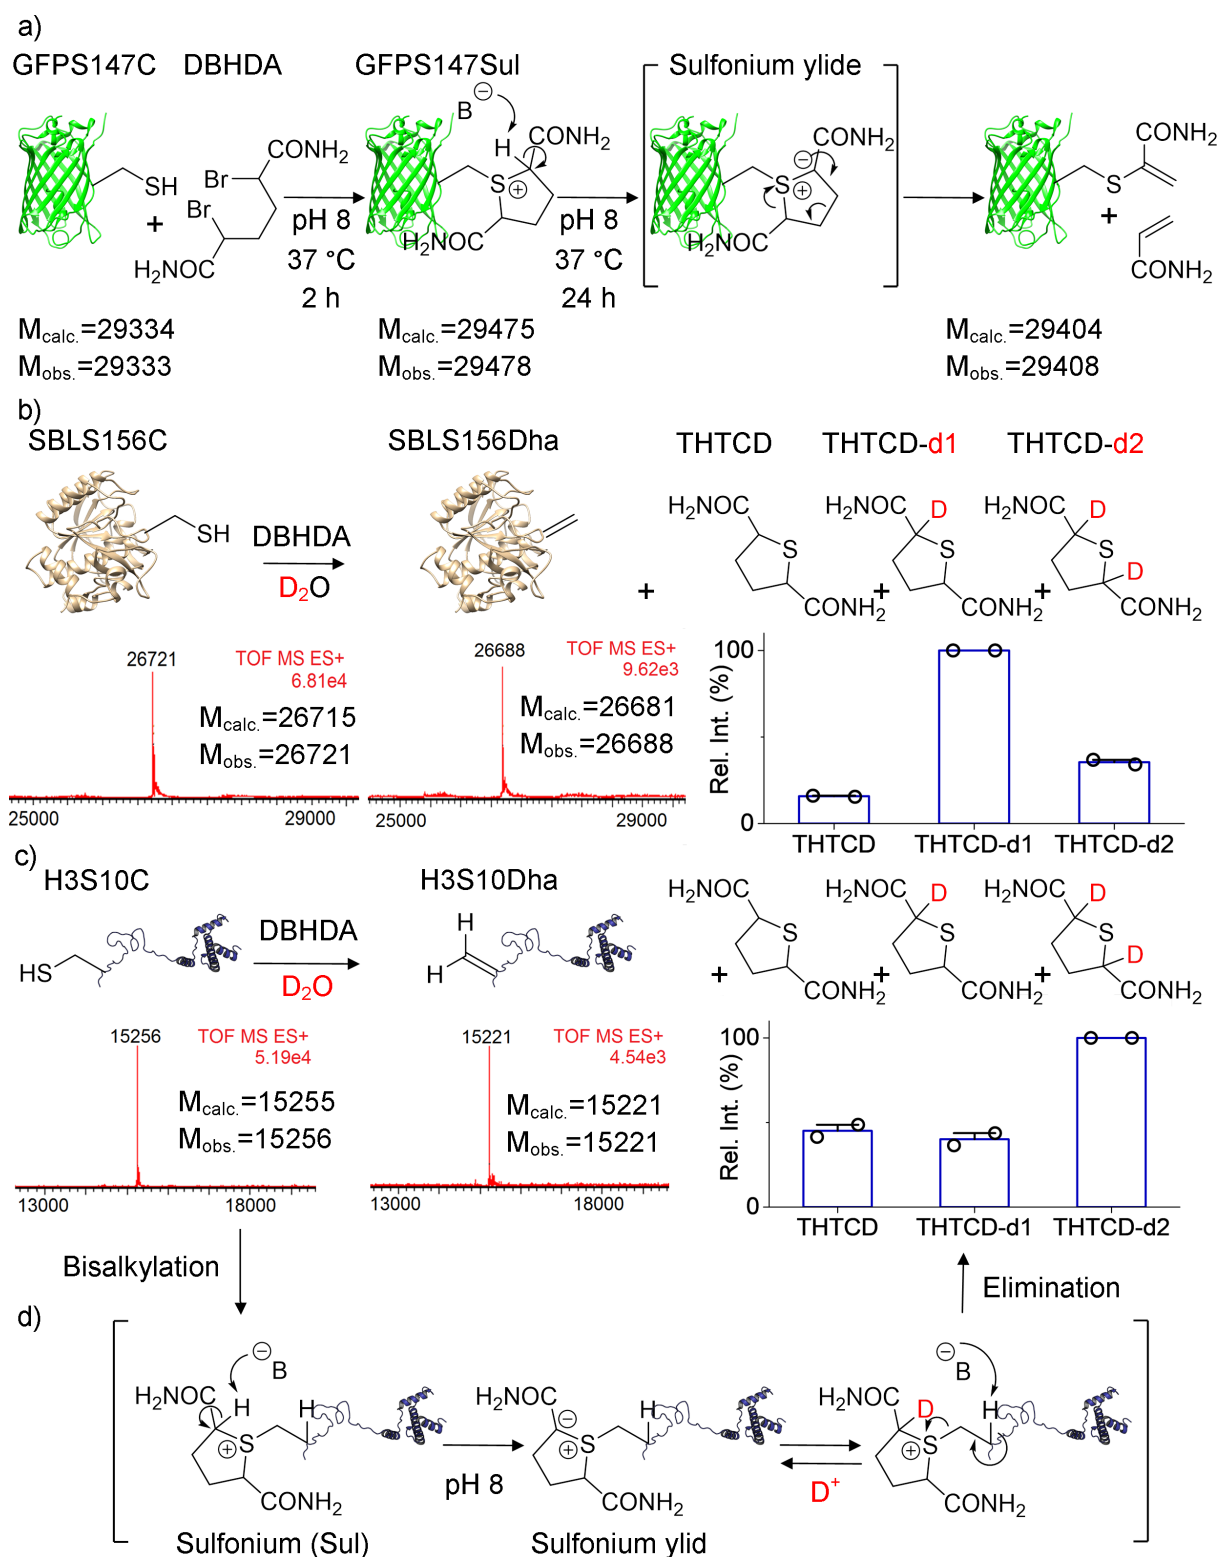 a)
GFPS147C DBHDA GFPS147Sul Sulfonium ylide
B ⊖
H CONH₂
CONH₂
SH
Br
Br
H₂NOC
+
pH 8
37 °C
2 h
S
⊕
H₂NOC
pH 8
37 °C
24 h
CONH₂
−
S
⊕
H₂NOC
CONH₂
S
+
CONH₂
Mcalc.=29334 Mcalc.=29475 Mcalc.=29404
Mobs.=29333 Mobs.=29478 Mobs.=29408
b)
SBLS156C SBLS156Dha THTCD THTCD-d1 THTCD-d2
SH
DBHDA
D₂O
+
H₂NOC
S
CONH₂
+
H₂NOC D
S
CONH₂
+
H₂NOC D
S
D
CONH₂
26721
TOF MS ES+
6.81e4
Mcalc.=26715
Mobs.=26721
25000 29000
26688
TOF MS ES+
9.62e3
Mcalc.=26681
Mobs.=26688
25000 29000
Rel. Int. (%)
100
0
THTCD THTCD-d1 THTCD-d2
c)
H3S10C H3S10Dha
HS
DBHDA
D₂O
H
H
+
H₂NOC
S
CONH₂
+
H₂NOC D
S
CONH₂
+
H₂NOC D
S
D
CONH₂
15256
TOF MS ES+
5.19e4
Mcalc.=15255
Mobs.=15256
13000 18000
15221
TOF MS ES+
4.54e3
Mcalc.=15221
Mobs.=15221
13000 18000
Rel. Int. (%)
100
0
THTCD THTCD-d1 THTCD-d2
Bisalkylation
Elimination
d)
⊖
B
H₂NOC H
H
S
⊕
CONH₂
Sulfonium (Sul)
pH 8
H₂NOC
−
H
S
⊕
CONH₂
Sulfonium ylid
D⁺
⊖
B
H₂NOC
D H
S
⊕
CONH₂